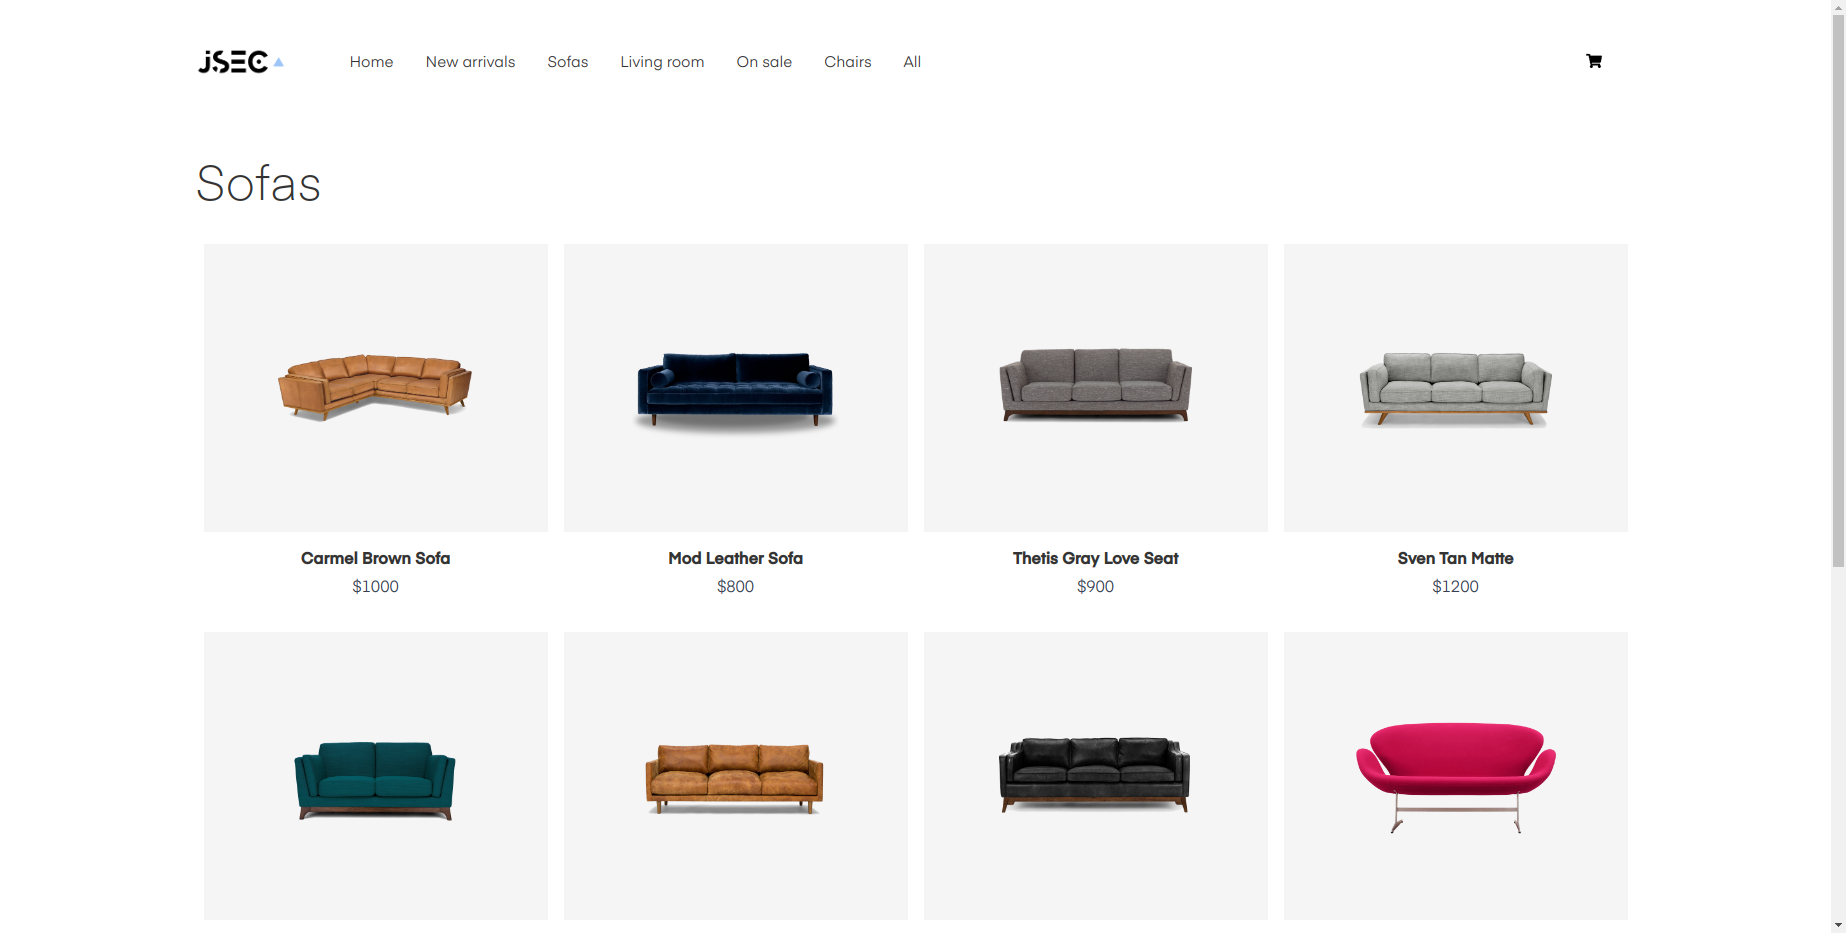 jSEC
Home New arrivals Sofas Living room On sale Chairs All
Sofas
Carmel Brown Sofa Mod Leather Sofa Thetis Gray Love Seat Sven Tan Matte
$1000 $800 $900 $1200